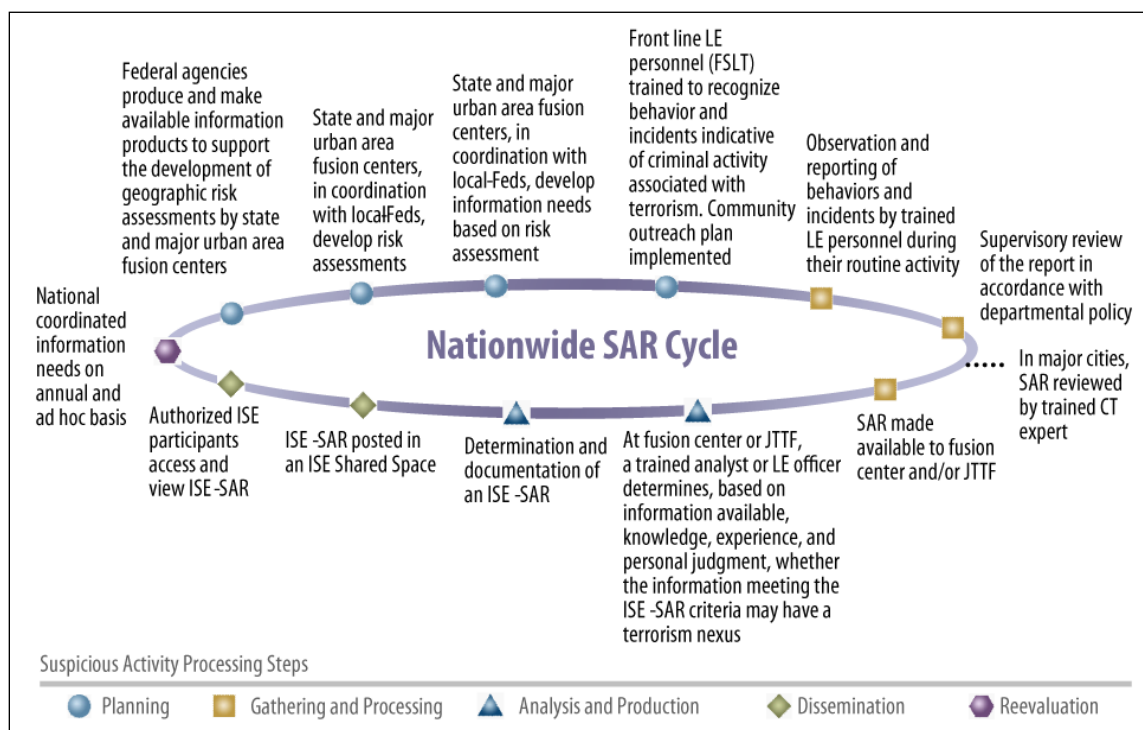 Federal agencies
produce and make
available information
products to support
the development of
geographic risk
assessments by state
and major urban area
fusion centers
State and major
urban area
fusion centers,
in coordination
with local-Feds,
develop risk
assessments
State and major
urban area fusion
centers, in
coordination with
local-Feds, develop
information needs
based on risk
assessment
Front line LE
personnel (FSLT)
trained to recognize
behavior and
incidents indicative
of criminal activity
associated with
terrorism. Community
outreach plan
implemented
Observation and
reporting of
behaviors and
incidents by trained
LE personnel during
their routine activity
Supervisory review
of the report in
accordance with
departmental policy
In major cities,
SAR reviewed
by trained CT
expert
SAR made
available to fusion
center and/or JTTF
At fusion center or JTTF,
a trained analyst or LE officer
determines, based on
information available,
knowledge, experience, and
personal judgment, whether
the information meeting the
ISE -SAR criteria may have a
terrorism nexus
Determination and
documentation of
an ISE -SAR
ISE -SAR posted in
an ISE Shared Space
Authorized ISE
participants
access and
view ISE -SAR
National
coordinated
information
needs on
annual and
ad hoc basis
Nationwide SAR Cycle
Suspicious Activity Processing Steps
Planning
Gathering and Processing
Analysis and Production
Dissemination
Reevaluation